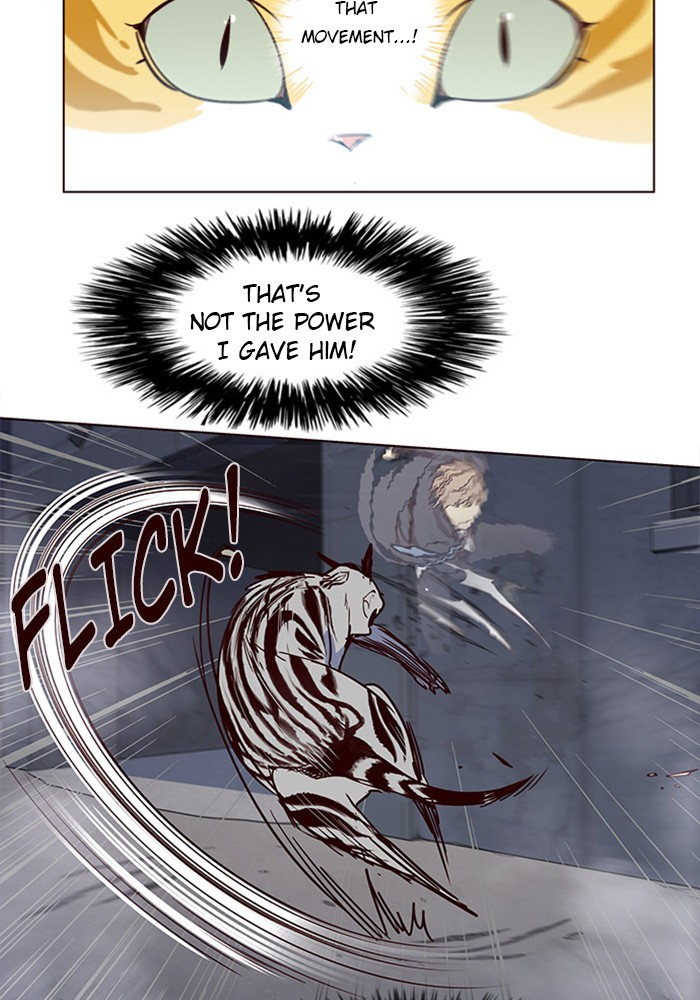 THAT
MOVEMENT...!
THAT'S
NOT THE POWER
I GAVE HIM!
FLICK!